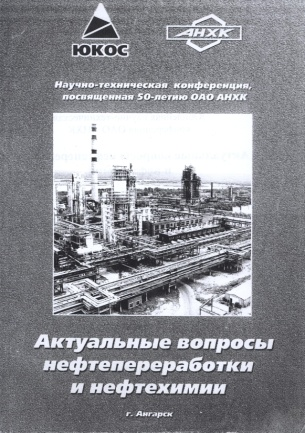 ЮКОС
АНХК
Научно-техническая конференция,
посвященная 50-летию ОАО АНХК
Актуальные вопросы
нефтепереработки
и нефтехимии
г. Ангарск